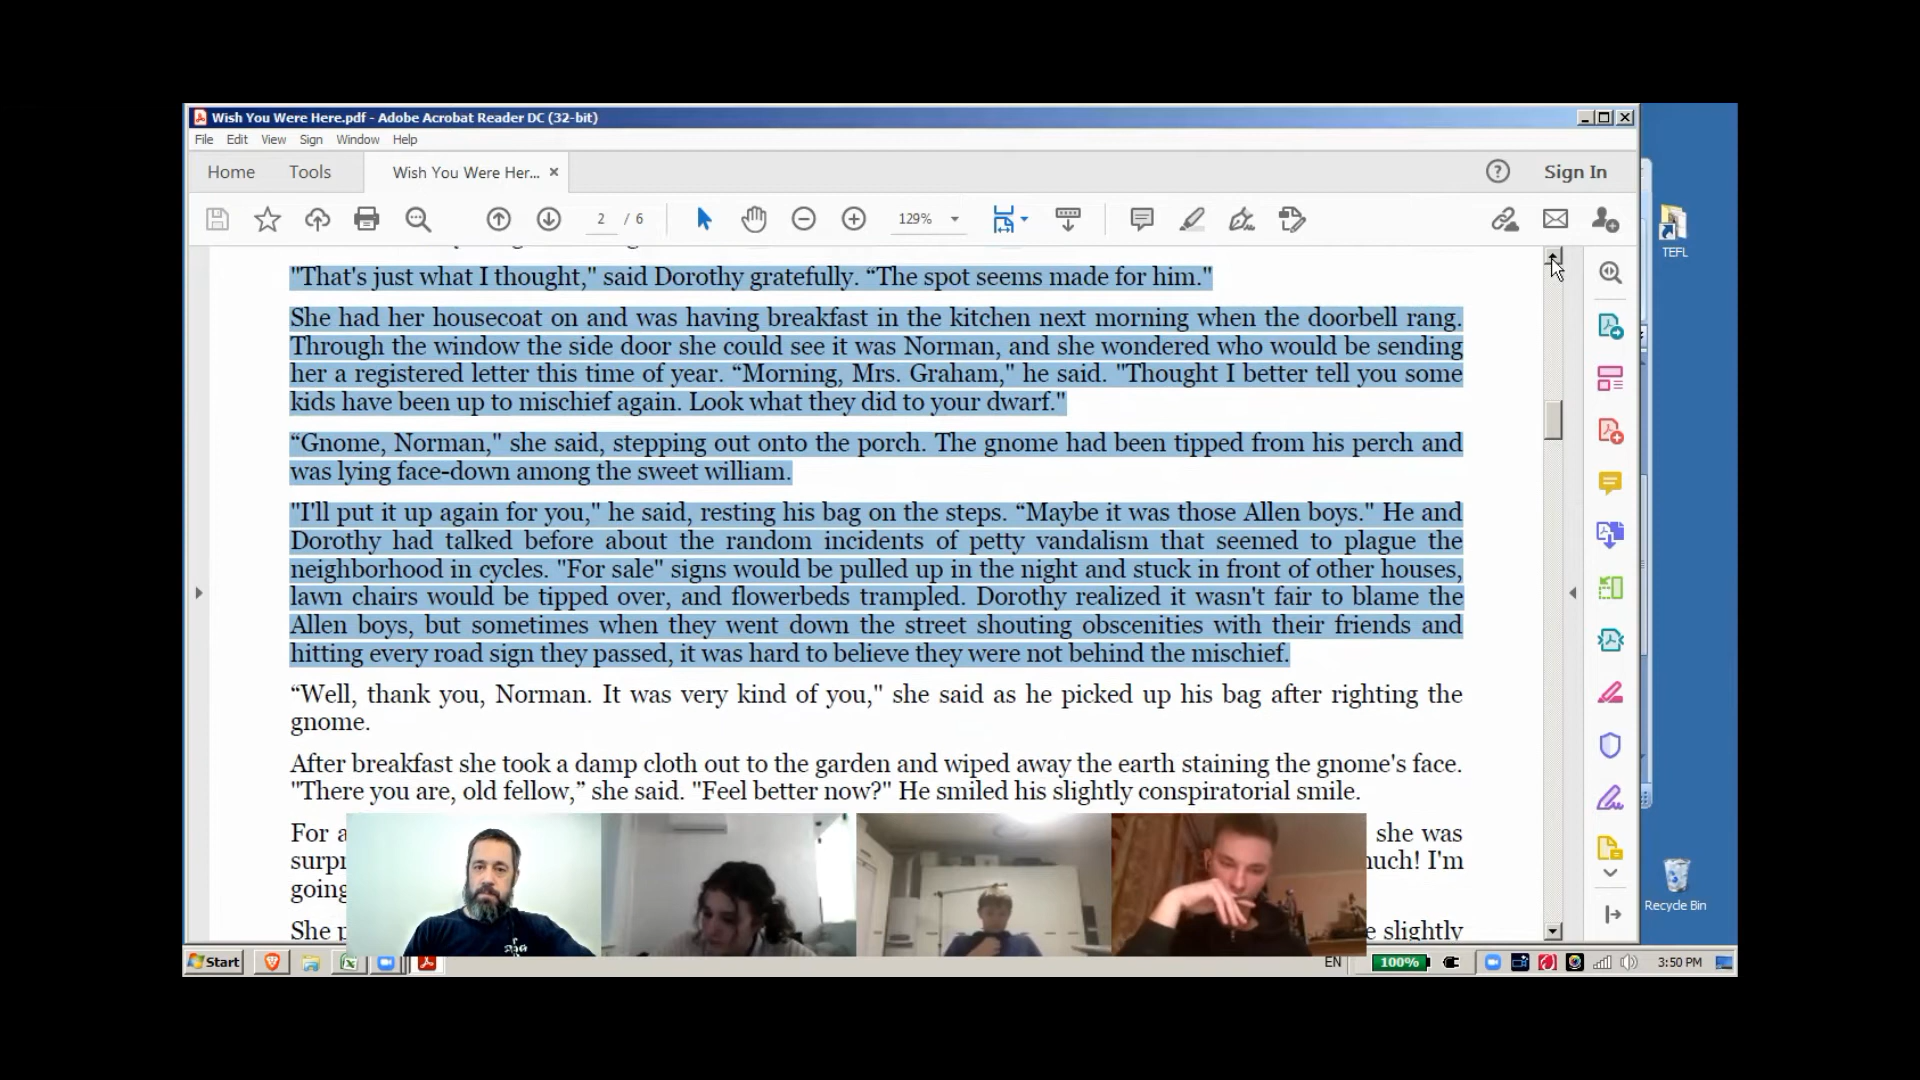 Wish You Were Here.pdf - Adobe Acrobat Reader DC (32-bit)
File Edit View Sign Window Help
Home Tools Wish You Were Her... Sign In
2 / 6 129%
TEFL
"That's just what I thought," said Dorothy gratefully. “The spot seems made for him."
She had her housecoat on and was having breakfast in the kitchen next morning when the doorbell rang.
Through the window the side door she could see it was Norman, and she wondered who would be sending
her a registered letter this time of year. “Morning, Mrs. Graham," he said. "Thought I better tell you some
kids have been up to mischief again. Look what they did to your dwarf."
“Gnome, Norman," she said, stepping out onto the porch. The gnome had been tipped from his perch and
was lying face-down among the sweet william.
"I'll put it up again for you," he said, resting his bag on the steps. “Maybe it was those Allen boys." He and
Dorothy had talked before about the random incidents of petty vandalism that seemed to plague the
neighborhood in cycles. "For sale" signs would be pulled up in the night and stuck in front of other houses,
lawn chairs would be tipped over, and flowerbeds trampled. Dorothy realized it wasn't fair to blame the
Allen boys, but sometimes when they went down the street shouting obscenities with their friends and
hitting every road sign they passed, it was hard to believe they were not behind the mischief.
“Well, thank you, Norman. It was very kind of you," she said as he picked up his bag after righting the
gnome.
After breakfast she took a damp cloth out to the garden and wiped away the earth staining the gnome's face.
"There you are, old fellow,” she said. "Feel better now?" He smiled his slightly conspiratorial smile.
For a she was
surpr much! I'm
going
She p e slightly
Recycle Bin
Start EN 100% 3:50 PM